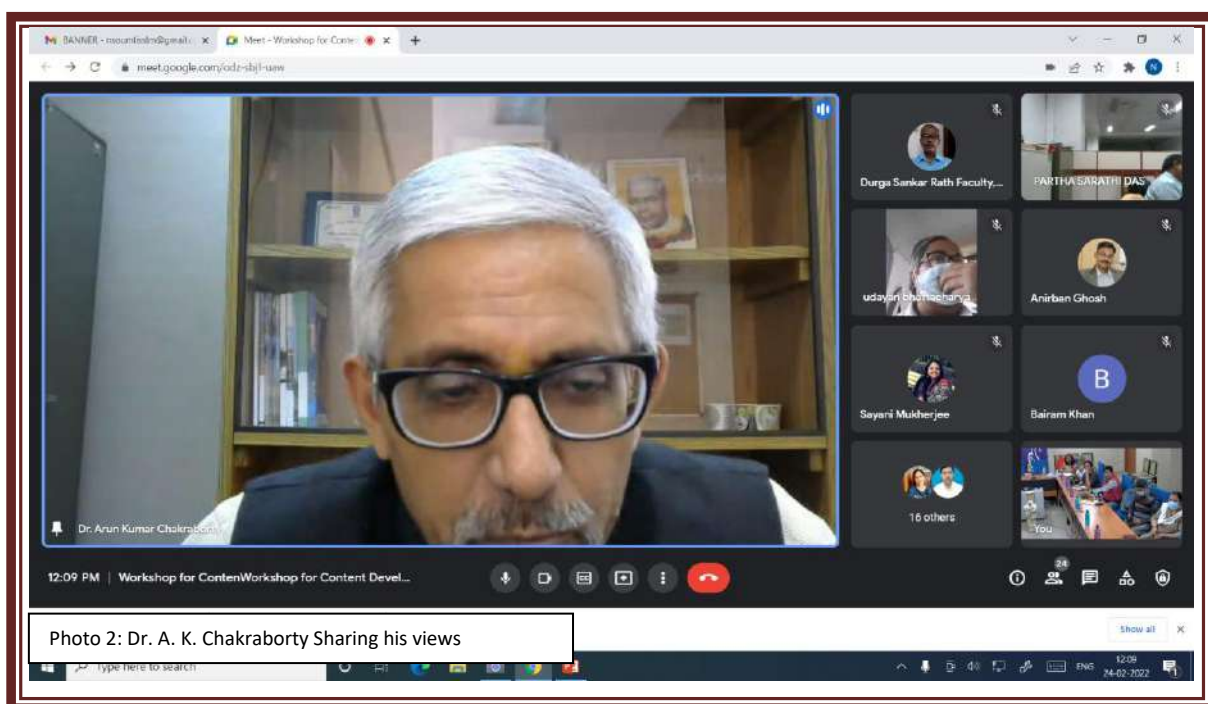 Meet - Workshop for Conte
meet.google.com/odz-sbjl-uaw
N
Durga Sankar Rath Faculty,...
PARTHA SARATHI DAS
udayan bhattacharya
Anirban Ghosh
Sayani Mukherjee
B
Bairam Khan
16 others
You
Dr. Arun Kumar Chakraborty
12:09 PM | Workshop for ContenWorkshop for Content Devel...
24
Photo 2: Dr. A. K. Chakraborty Sharing his views
Show all
Type here to search
ENG
12:09
24-02-2022